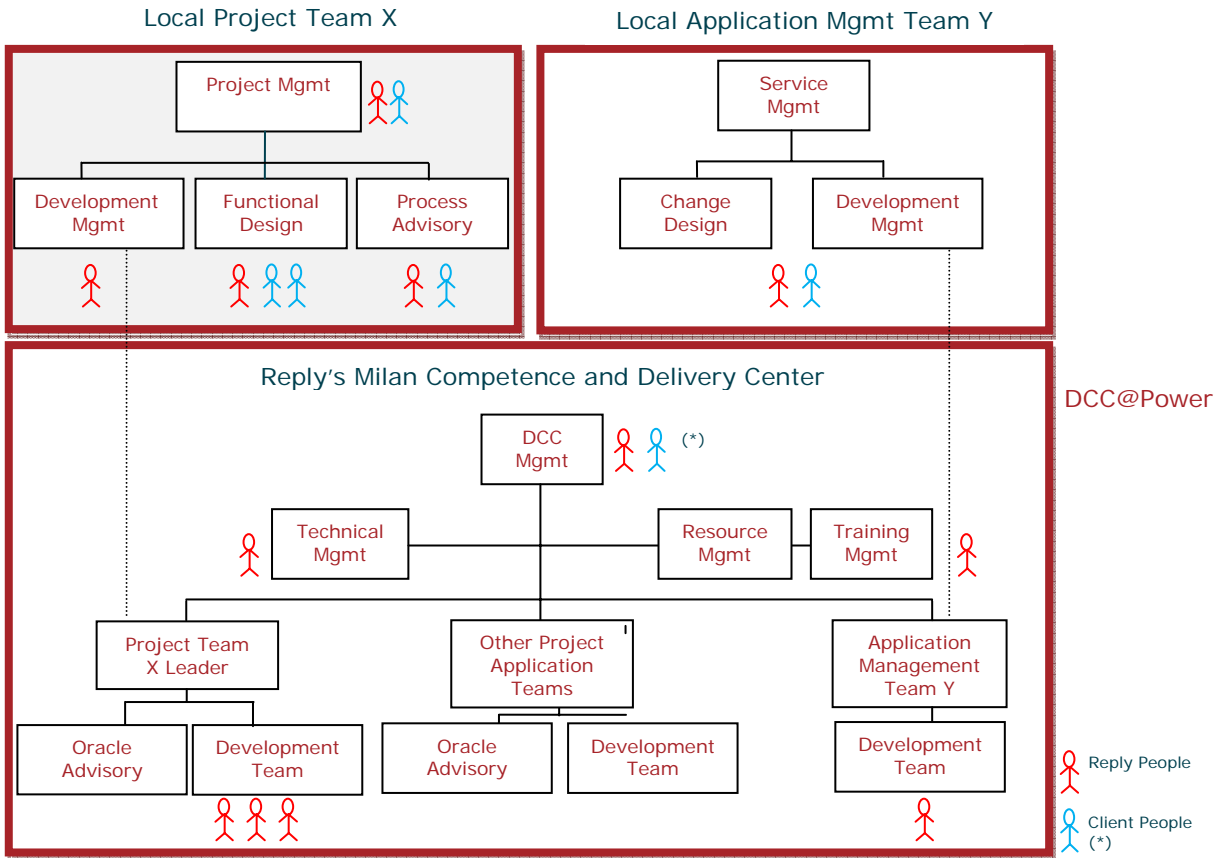 Local Project Team X
Local Application Mgmt Team Y
Project Mgmt
Service
Mgmt
Development
Mgmt
Functional
Design
Process
Advisory
Change
Design
Development
Mgmt
Reply's Milan Competence and Delivery Center
DCC@Power
DCC
Mgmt
(*)
Technical
Mgmt
Resource
Mgmt
Training
Mgmt
Project Team
X Leader
Other Project
Application
Teams
Application
Management
Team Y
Oracle
Advisory
Development
Team
Oracle
Advisory
Development
Team
Development
Team
Reply People
Client People
(*)